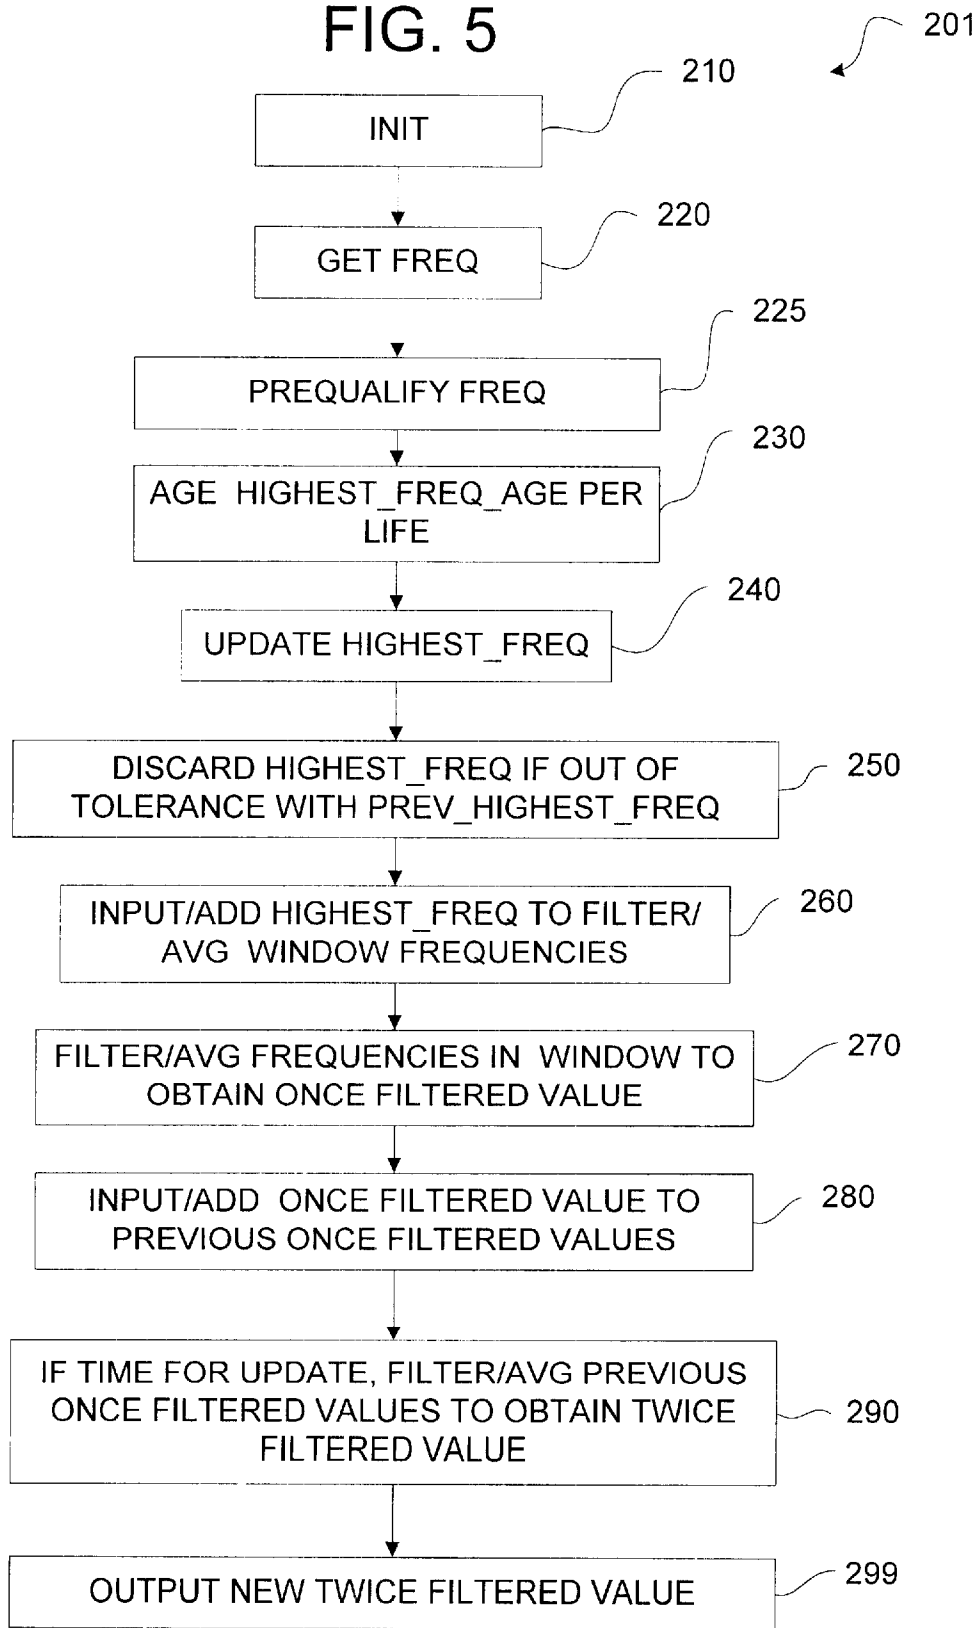 FIG. 5
201
210
INIT
220
GET FREQ
225
PREQUALIFY FREQ
230
AGE HIGHEST_FREQ_AGE PER
LIFE
240
UPDATE HIGHEST_FREQ
DISCARD HIGHEST_FREQ IF OUT OF
TOLERANCE WITH PREV_HIGHEST_FREQ
250
INPUT/ADD HIGHEST_FREQ TO FILTER/
AVG WINDOW FREQUENCIES
260
FILTER/AVG FREQUENCIES IN WINDOW TO
OBTAIN ONCE FILTERED VALUE
270
INPUT/ADD ONCE FILTERED VALUE TO
PREVIOUS ONCE FILTERED VALUES
280
IF TIME FOR UPDATE, FILTER/AVG PREVIOUS
ONCE FILTERED VALUES TO OBTAIN TWICE
FILTERED VALUE
290
OUTPUT NEW TWICE FILTERED VALUE
299